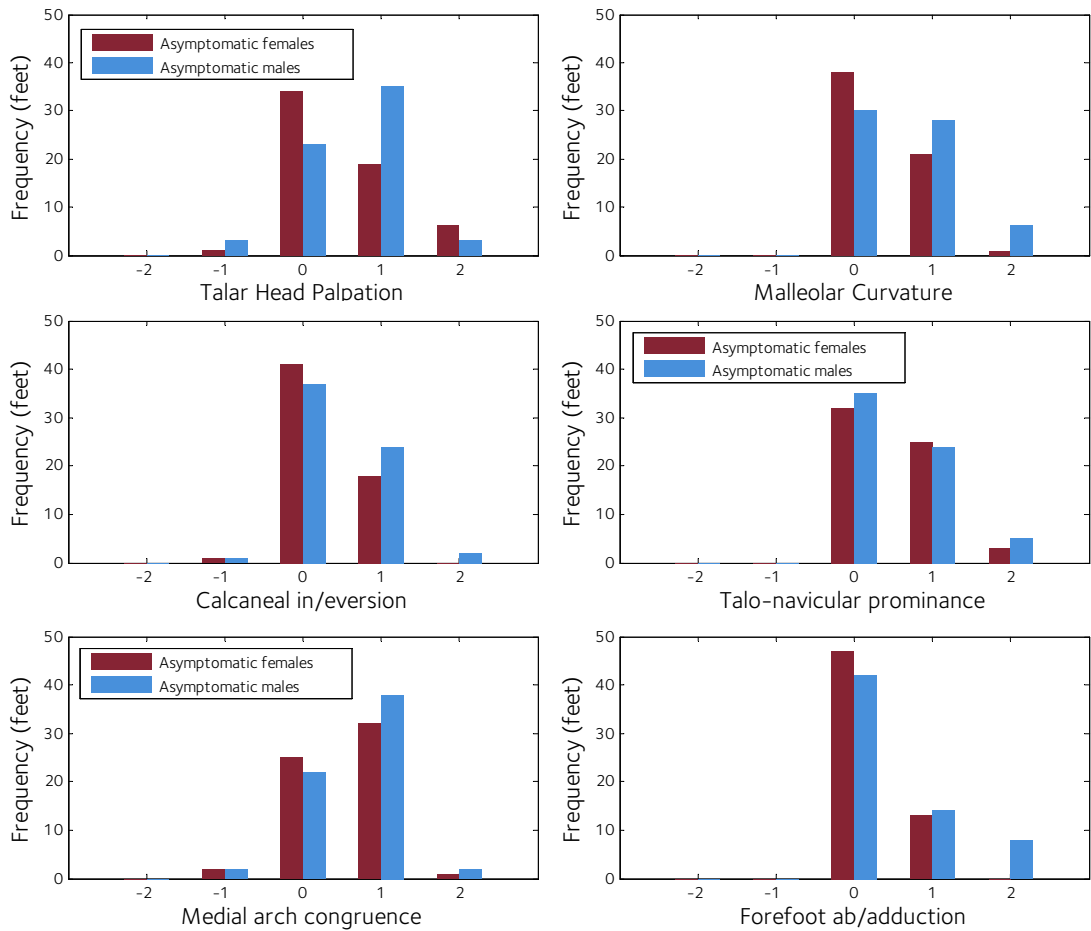 50
40
30
20
10
0
Frequency (feet)
Asymptomatic females
Asymptomatic males
-2 -1 0 1 2
Talar Head Palpation
50
40
30
20
10
0
Frequency (feet)
-2 -1 0 1 2
Malleolar Curvature
50
40
30
20
10
0
Frequency (feet)
-2 -1 0 1 2
Calcaneal in/eversion
50
40
30
20
10
0
Frequency (feet)
Asymptomatic females
Asymptomatic males
-2 -1 0 1 2
Talo-navicular prominance
50
40
30
20
10
0
Frequency (feet)
Asymptomatic females
Asymptomatic males
-2 -1 0 1 2
Medial arch congruence
50
40
30
20
10
0
Frequency (feet)
-2 -1 0 1 2
Forefoot ab/adduction